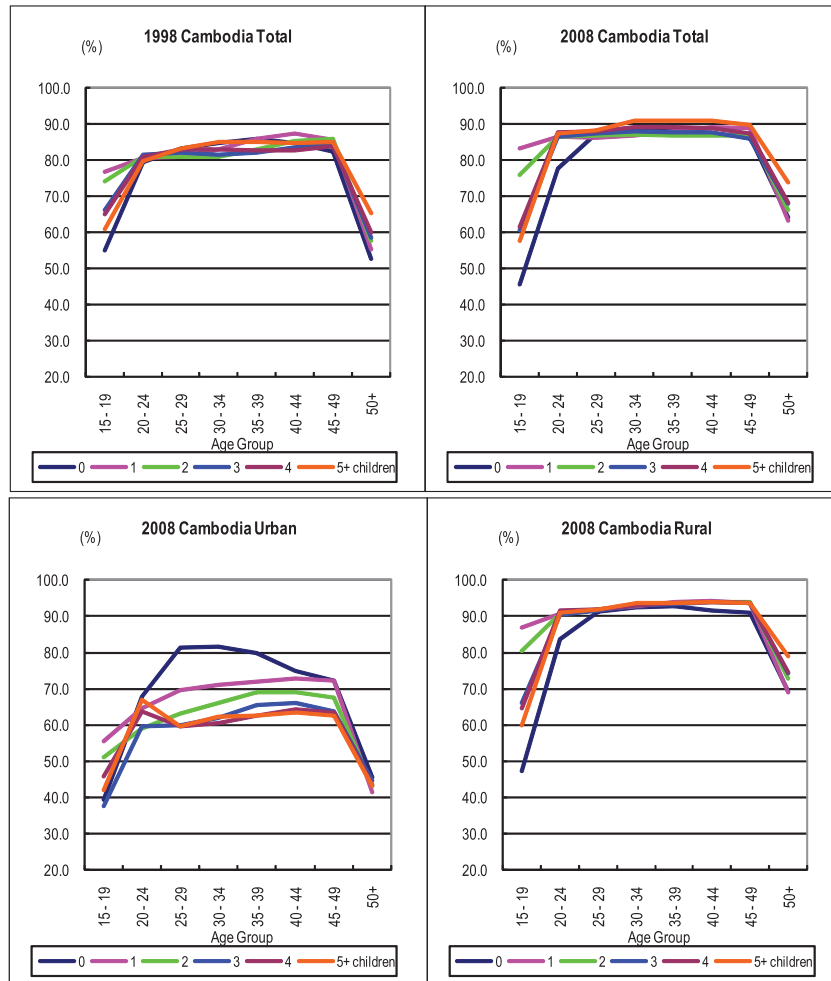 1998 Cambodia Total
(%)
100.0
90.0
80.0
70.0
60.0
50.0
40.0
30.0
20.0
15 - 19
20 - 24
25 - 29
30 - 34
35 - 39
40 - 44
45 - 49
50+
Age Group
0 1 2 3 4 5+ children
2008 Cambodia Total
(%)
100.0
90.0
80.0
70.0
60.0
50.0
40.0
30.0
20.0
15 - 19
20 - 24
25 - 29
30 - 34
35 - 39
40 - 44
45 - 49
50+
Age Group
0 1 2 3 4 5+ children
2008 Cambodia Urban
(%)
100.0
90.0
80.0
70.0
60.0
50.0
40.0
30.0
20.0
15 - 19
20 - 24
25 - 29
30 - 34
35 - 39
40 - 44
45 - 49
50+
Age Group
0 1 2 3 4 5+ children
2008 Cambodia Rural
(%)
100.0
90.0
80.0
70.0
60.0
50.0
40.0
30.0
20.0
15 - 19
20 - 24
25 - 29
30 - 34
35 - 39
40 - 44
45 - 49
50+
Age Group
0 1 2 3 4 5+ children